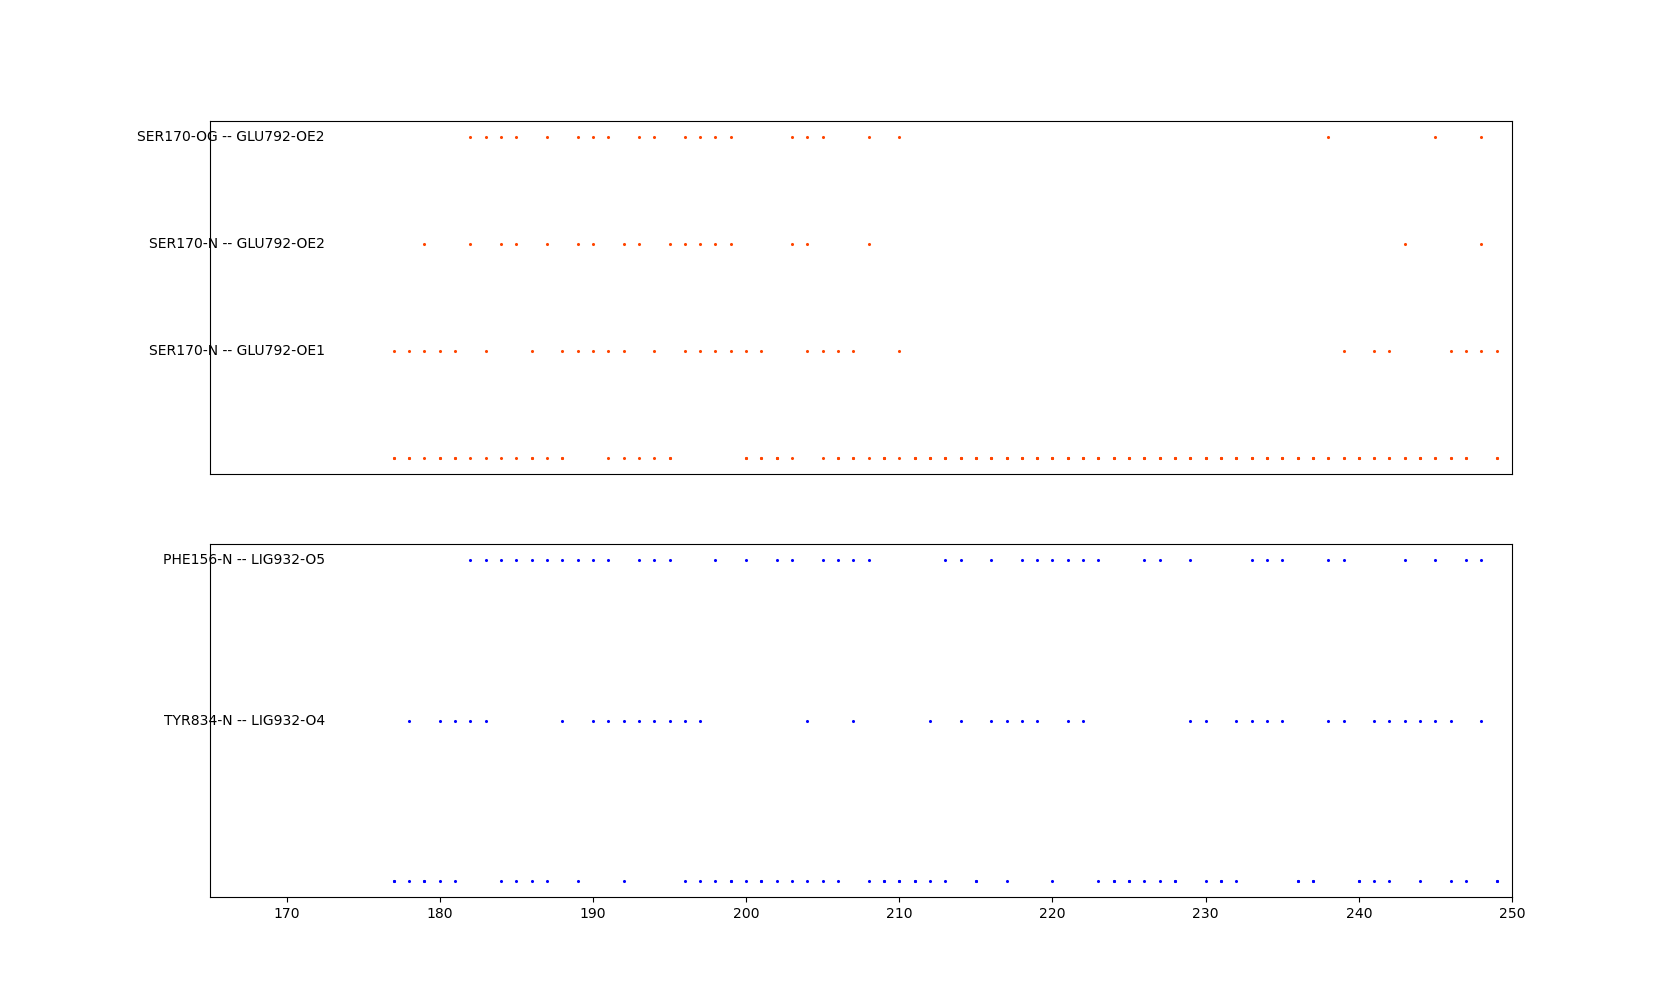 SER170-OG -- GLU792-OE2
SER170-N -- GLU792-OE2
SER170-N -- GLU792-OE1
PHE156-N -- LIG932-O5
TYR834-N -- LIG932-O4
170 180 190 200 210 220 230 240 250